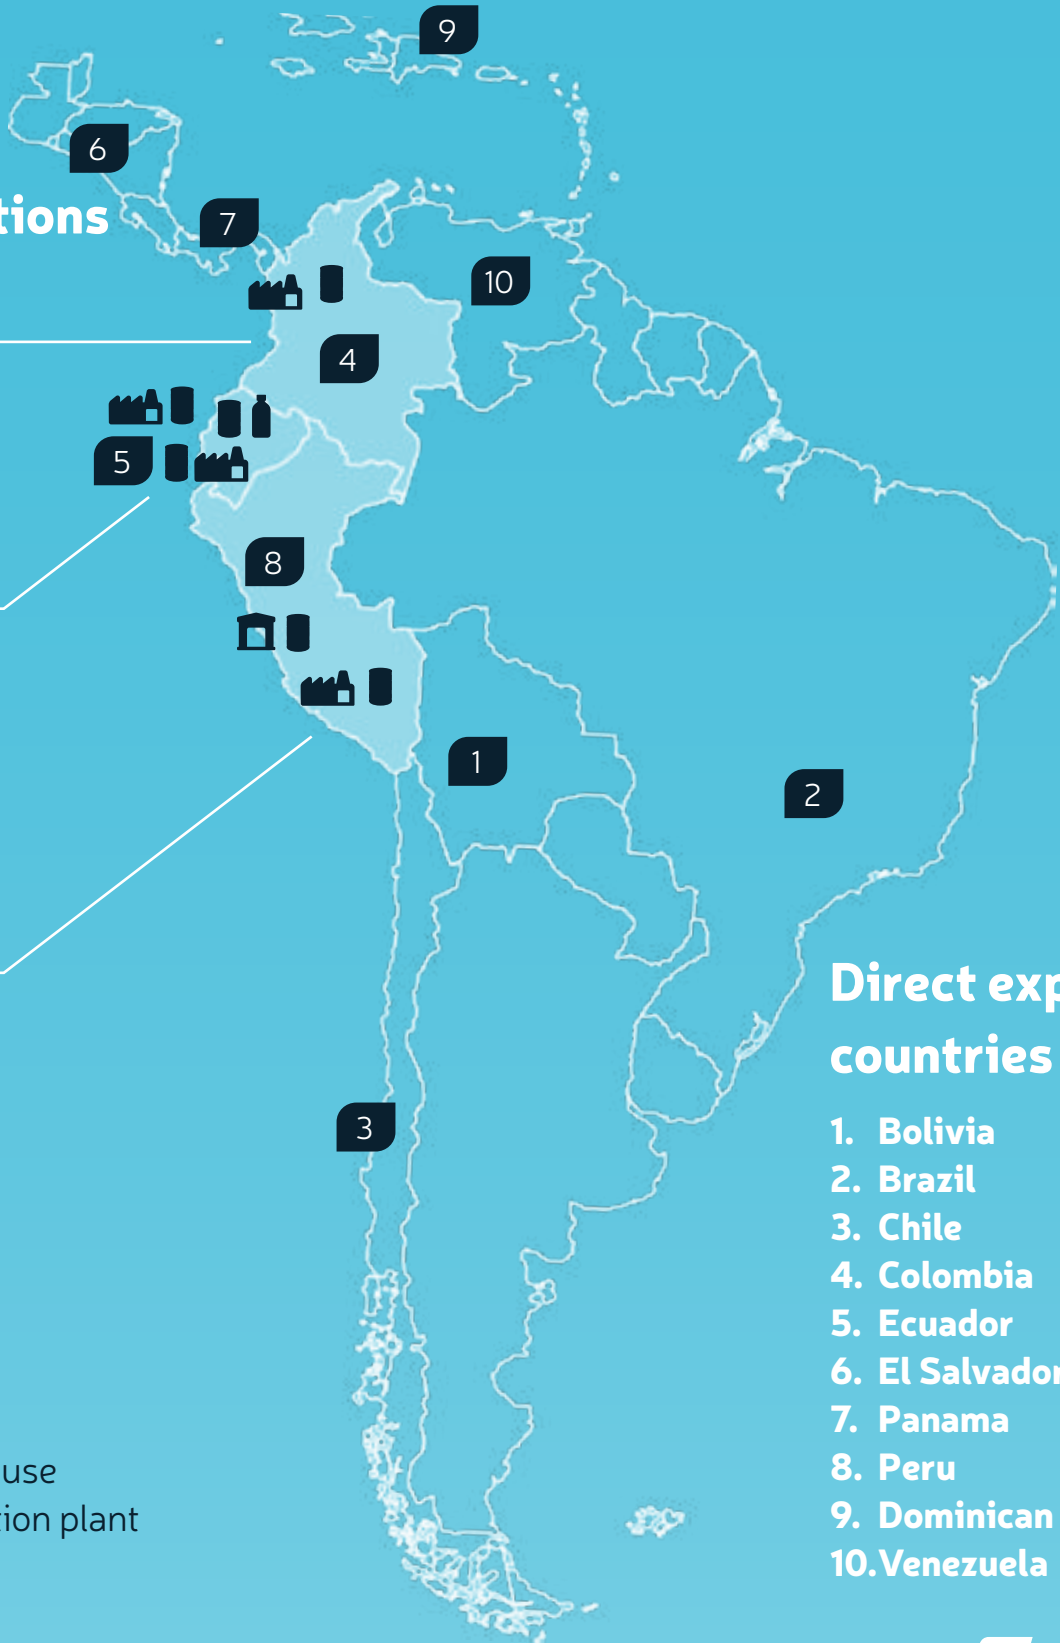 9
6
tions
7
10
4
5
8
1
2
Direct exp
countries
3
1. Bolivia
2. Brazil
3. Chile
4. Colombia
5. Ecuador
6. El Salvador
7. Panama
8. Peru
9. Dominican
10. Venezuela
use
tion plant